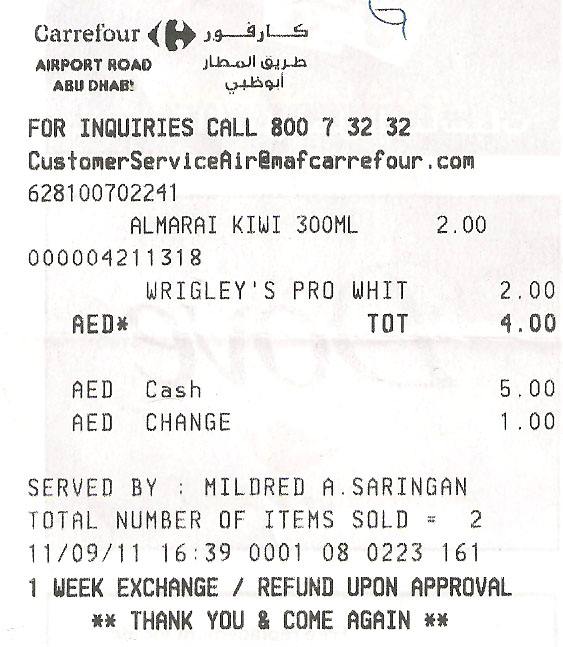 Carrefour كارفور
AIRPORT ROAD طريق المطار
ABU DHABI أبوظبي
FOR INQUIRIES CALL 800 7 32 32
CustomerServiceAir@mafcarrefour.com
628100702241
ALMARAI KIWI 300ML 2.00
000004211318
WRIGLEY'S PRO WHIT 2.00
AED* TOT 4.00
AED Cash 5.00
AED CHANGE 1.00
SERVED BY : MILDRED A.SARINGAN
TOTAL NUMBER OF ITEMS SOLD = 2
11/09/11 16:39 0001 08 0223 161
1 WEEK EXCHANGE / REFUND UPON APPROVAL
** THANK YOU & COME AGAIN **